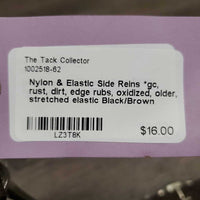 The Tack Collector
1002518-62
Nylon & Elastic Side Reins *gc,
rust, dirt, edge rubs, oxidized, older,
stretched elastic Black/Brown
LZ3T8K
$16.00